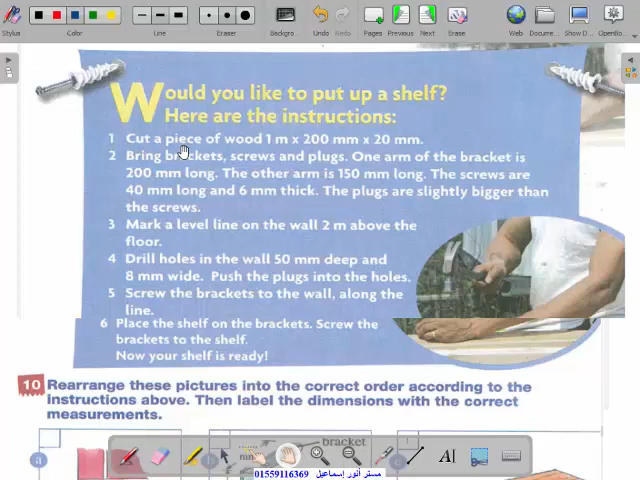 Stylus
Color
Line
Eraser
Backgro...
Undo
Redo
Pages
Previous
Next
Erase
Web
Docume...
Show D...
OpenBo...
Would you like to put up a shelf?
Here are the instructions:
1 Cut a piece of wood 1 m x 200 mm x 20 mm.
2 Bring brackets, screws and plugs. One arm of the bracket is
200 mm long. The other arm is 150 mm long. The screws are
40 mm long and 6 mm thick. The plugs are slightly bigger than
the screws.
3 Mark a level line on the wall 2 m above the
floor.
4 Drill holes in the wall 50 mm deep and
8 mm wide. Push the plugs into the holes.
5 Screw the brackets to the wall, along the
line.
6 Place the shelf on the brackets. Screw the
brackets to the shelf.
Now your shelf is ready!
10 Rearrange these pictures into the correct order according to the
instructions above. Then label the dimensions with the correct
measurements.
a
bracket
مستر أنور إسماعيل 01559116369